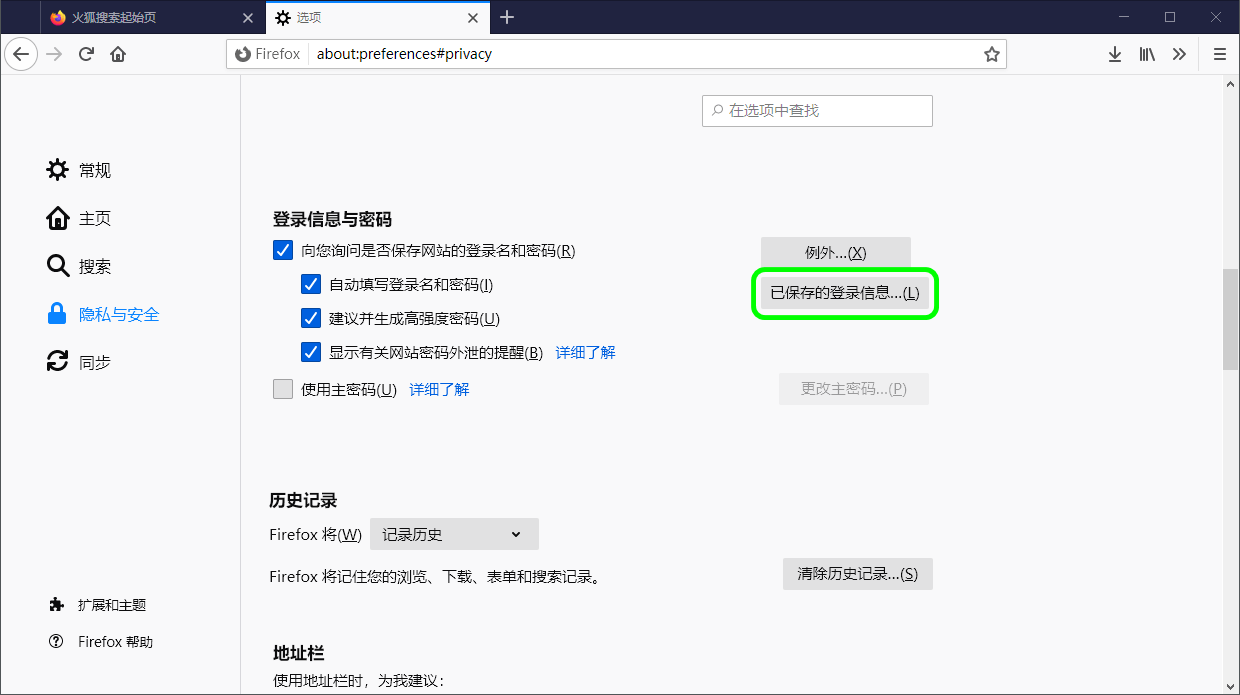 火狐搜索起始页
选项
Firefox
about:preferences#privacy
在选项中查找
常规
主页
搜索
隐私与安全
同步
扩展和主题
Firefox 帮助
登录信息与密码
向您询问是否保存网站的登录名和密码(R)
例外...(X)
自动填写登录名和密码(I)
已保存的登录信息...(L)
建议并生成高强度密码(U)
显示有关网站密码外泄的提醒(B) 详细了解
使用主密码(U) 详细了解
更改主密码...(P)
历史记录
Firefox 将(W) 记录历史
Firefox 将记住您的浏览、下载、表单和搜索记录。
清除历史记录...(S)
地址栏
使用地址栏时，为我建议：